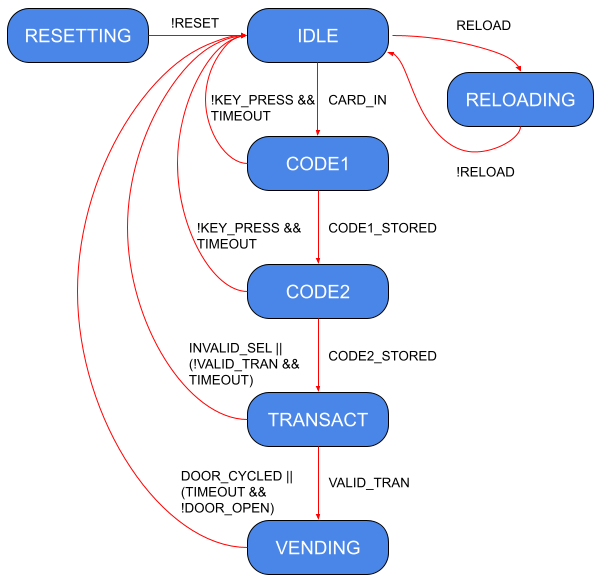 !RESET
RESETTING
IDLE
RELOAD
RELOADING
!KEY_PRESS &&
TIMEOUT
CARD_IN
!RELOAD
CODE1
!KEY_PRESS &&
TIMEOUT
CODE1_STORED
CODE2
INVALID_SEL ||
(!VALID_TRAN &&
TIMEOUT)
CODE2_STORED
TRANSACT
DOOR_CYCLED ||
(TIMEOUT &&
!DOOR_OPEN)
VALID_TRAN
VENDING